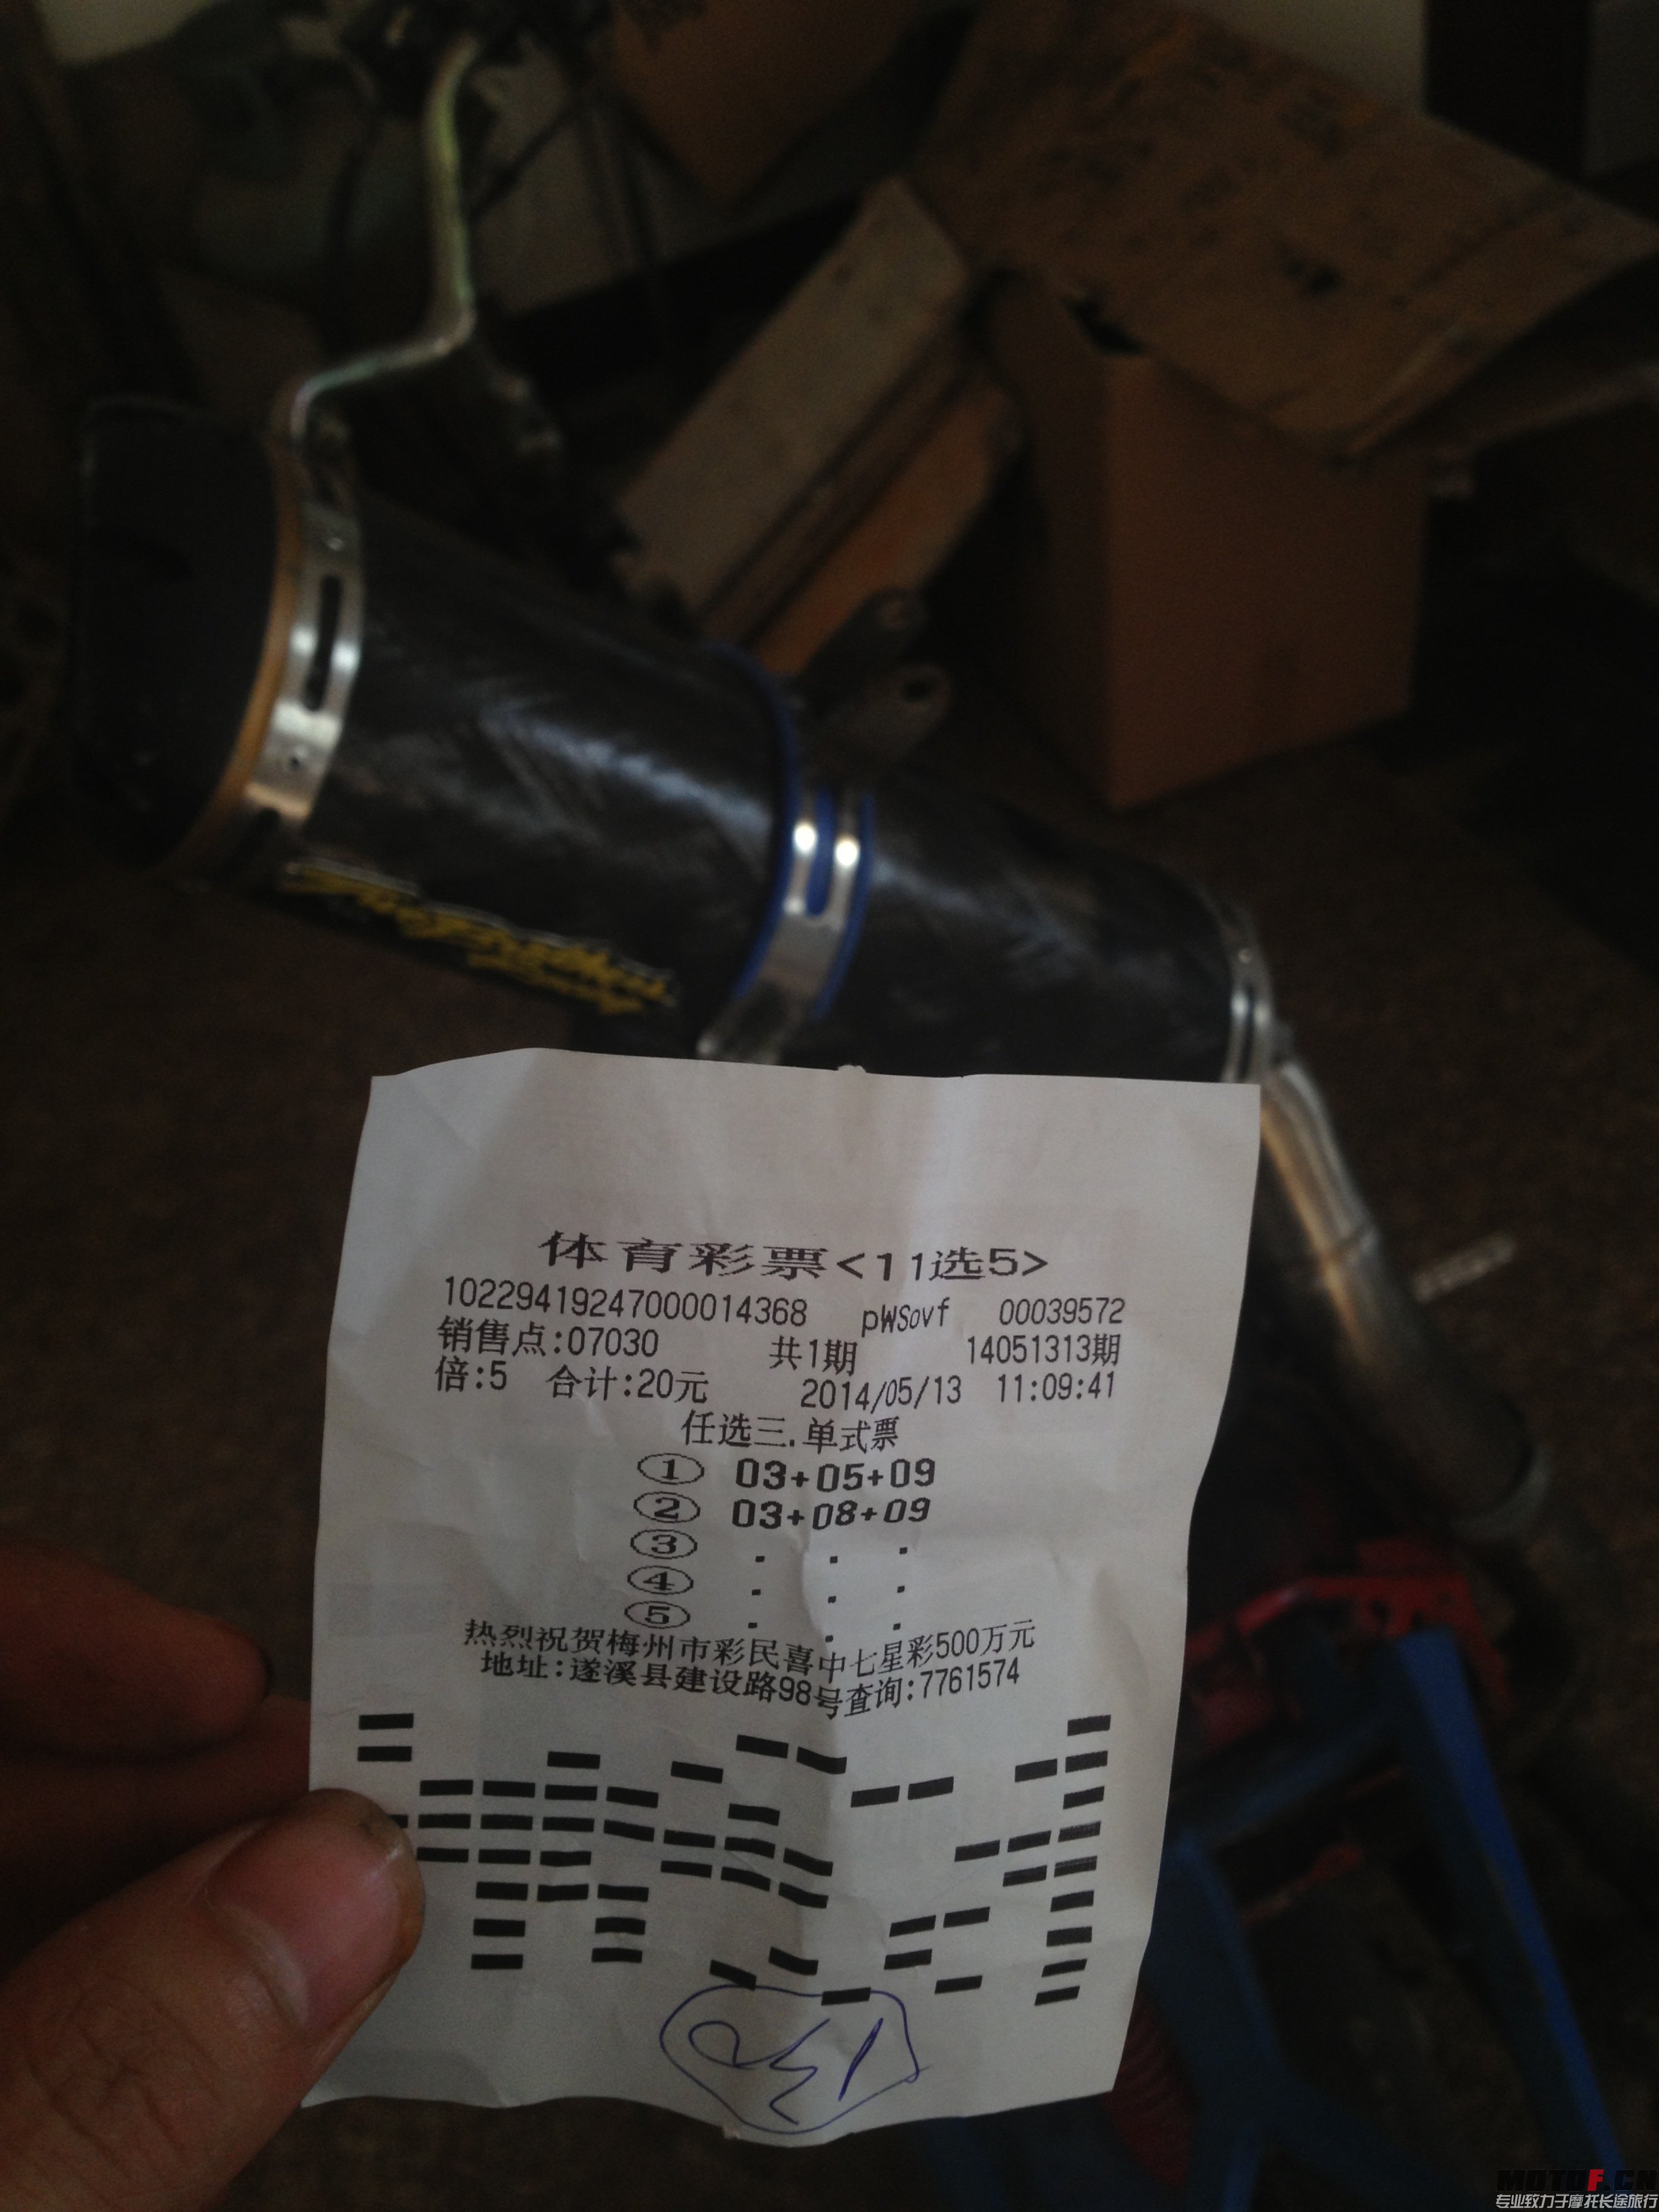 体育彩票<11选5>
10229419247000014368 pWSovf 00039572
销售点:07030 共1期 14051313期
倍:5 合计:20元 2014/05/13 11:09:41
任选三.单式票
① 03+05+09
② 03+08+09
③ . . .
④ . . .
⑤ . . .
热烈祝贺梅州市彩民喜中七星彩500万元
地址:遂溪县建设路98号查询:7761574
130
MOTOF.CN
专业致力于摩托长途旅行